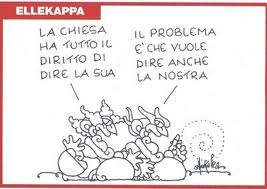 ELLEKAPPA
LA CHIESA
HA TUTTO IL
DIRITTO DI
DIRE LA SUA
IL PROBLEMA
E' CHE VUOLE
DIRE ANCHE
LA NOSTRA